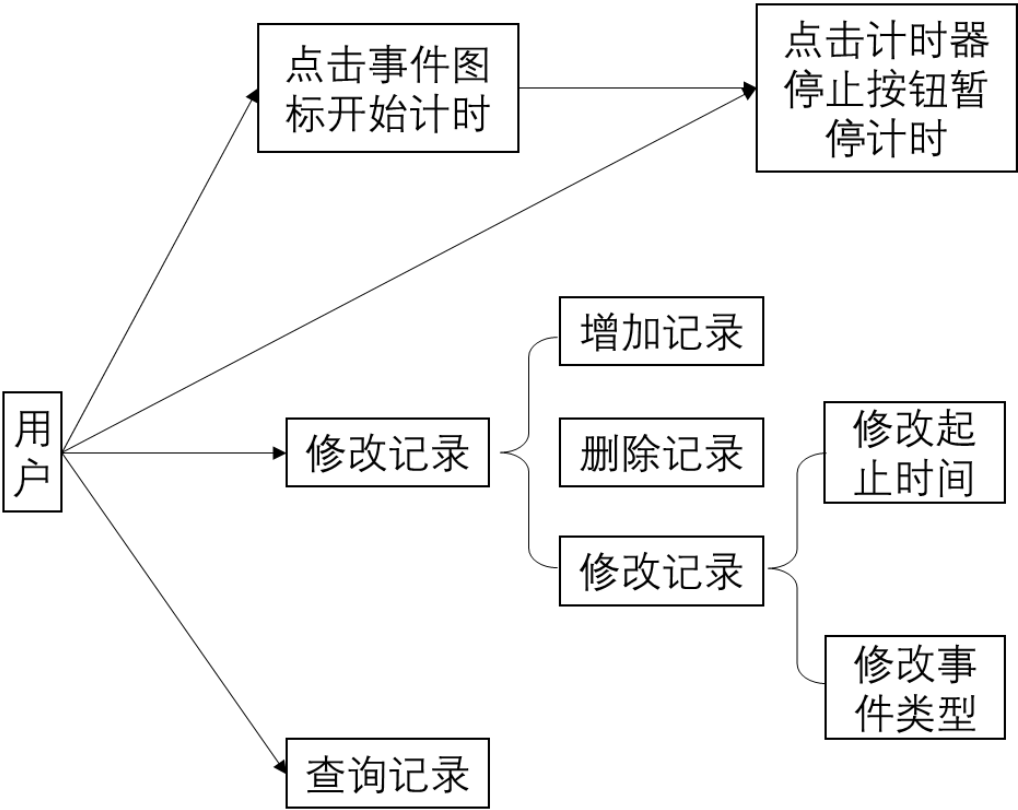 点击事件图
标开始计时
点击计时器
停止按钮暂
停计时
用
户
修改记录
增加记录
删除记录
修改记录
修改起
止时间
修改事
件类型
查询记录